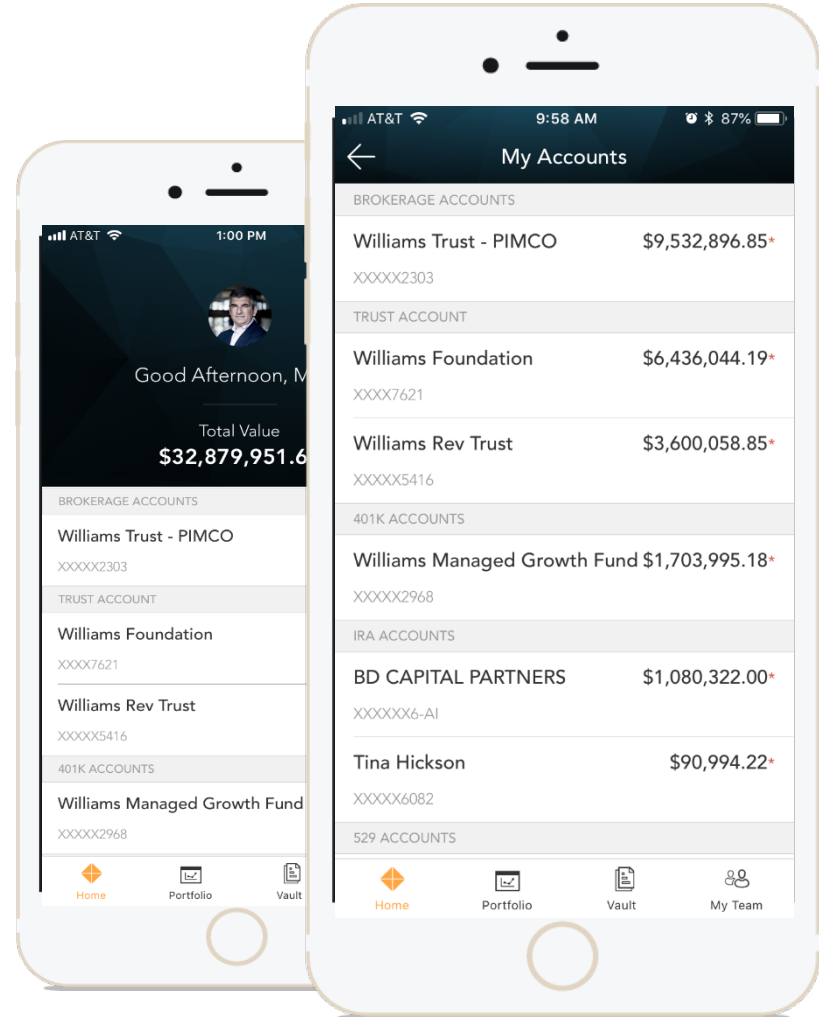 AT&T 1:00 PM
Good Afternoon, M
Total Value
$32,879,951.6
BROKERAGE ACCOUNTS
Williams Trust - PIMCO
XXXXX2303
TRUST ACCOUNT
Williams Foundation
XXXX7621
Williams Rev Trust
XXXXX5416
401K ACCOUNTS
Williams Managed Growth Fund
XXXXX2968
Home Portfolio Vault
AT&T 9:58 AM 87%
My Accounts
BROKERAGE ACCOUNTS
Williams Trust - PIMCO $9,532,896.85*
XXXXX2303
TRUST ACCOUNT
Williams Foundation $6,436,044.19*
XXXX7621
Williams Rev Trust $3,600,058.85*
XXXXX5416
401K ACCOUNTS
Williams Managed Growth Fund $1,703,995.18*
XXXXX2968
IRA ACCOUNTS
BD CAPITAL PARTNERS $1,080,322.00*
XXXXXX6-AI
Tina Hickson $90,994.22*
XXXXX6082
529 ACCOUNTS
Home Portfolio Vault My Team